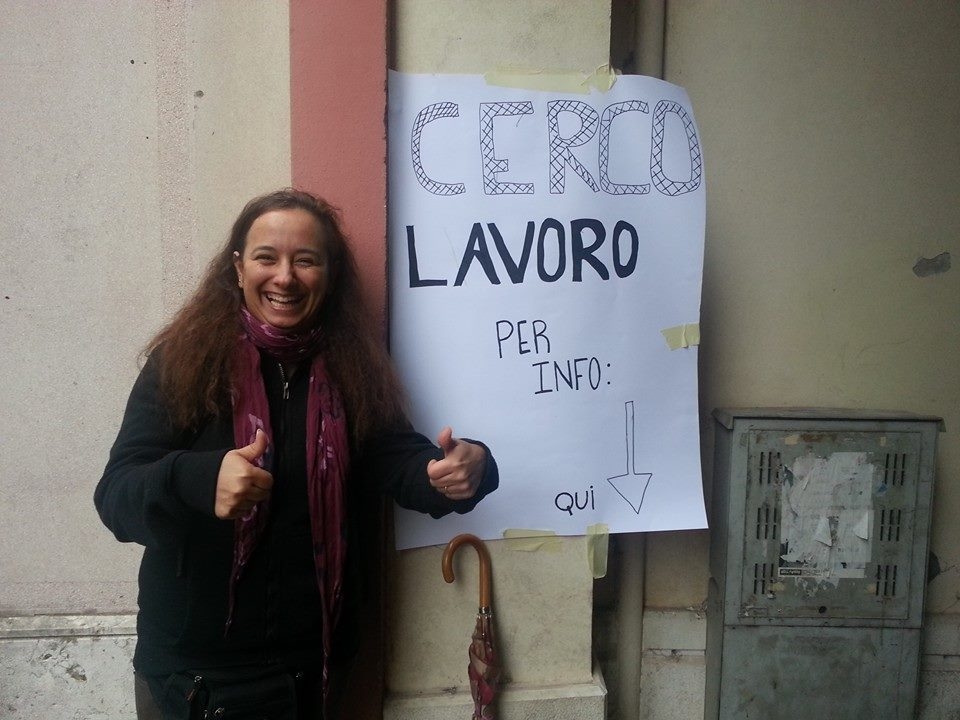 CERCO
LAVORO
PER
INFO:
QUI